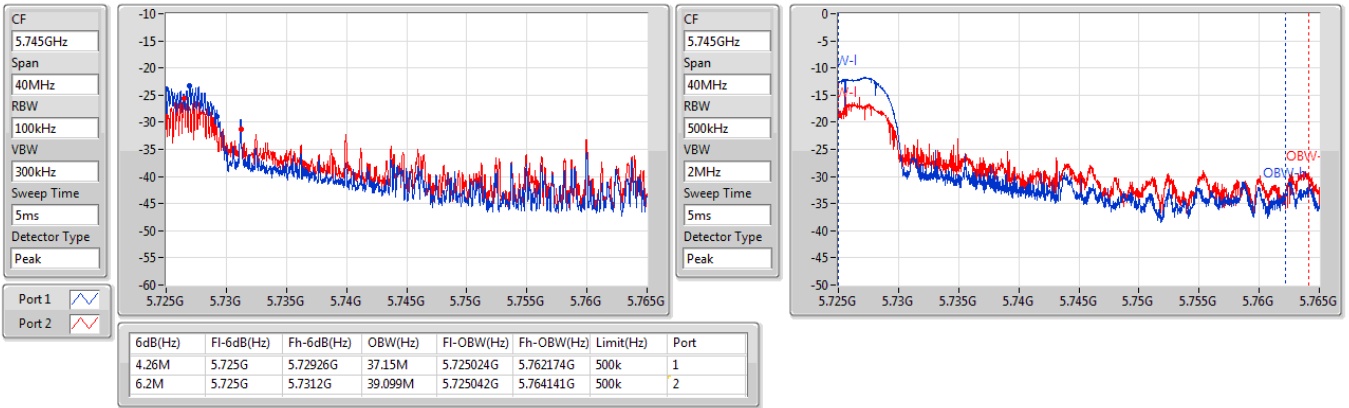 CF
5.745GHz
Span
40MHz
RBW
100kHz
VBW
300kHz
Sweep Time
5ms
Detector Type
Peak
Port 1
Port 2
-10
-15
-20
-25
-30
-35
-40
-45
-50
-55
-60
5.725G 5.73G 5.735G 5.74G 5.745G 5.75G 5.755G 5.76G 5.765G
CF
5.745GHz
Span
40MHz
RBW
500kHz
VBW
2MHz
Sweep Time
5ms
Detector Type
Peak
0
-5
-10
-15
-20
-25
-30
-35
-40
-45
-50
W-l
W-l
OBW-
OBW-h
5.725G 5.73G 5.735G 5.74G 5.745G 5.75G 5.755G 5.76G 5.765G
6dB(Hz) Fl-6dB(Hz) Fh-6dB(Hz) OBW(Hz) Fl-OBW(Hz) Fh-OBW(Hz) Limit(Hz) Port
4.26M 5.725G 5.72926G 37.15M 5.725024G 5.762174G 500k 1
6.2M 5.725G 5.7312G 39.099M 5.725042G 5.764141G 500k 2